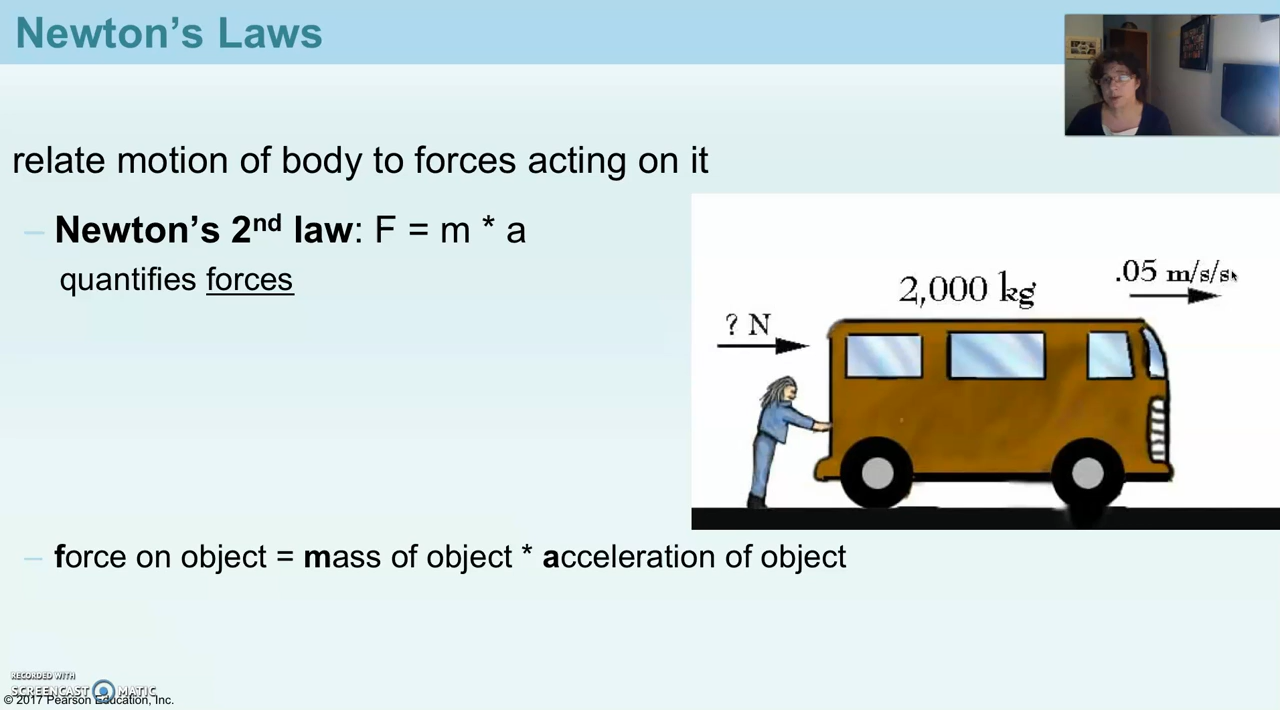 Newton's Laws
relate motion of body to forces acting on it
– Newton's 2nd law: F = m * a
quantifies forces
.05 m/s/s
2,000 kg
? N
– force on object = mass of object * acceleration of object
RECORDED WITH
SCREENCAST MATIC
© 2017 Pearson Education, Inc.